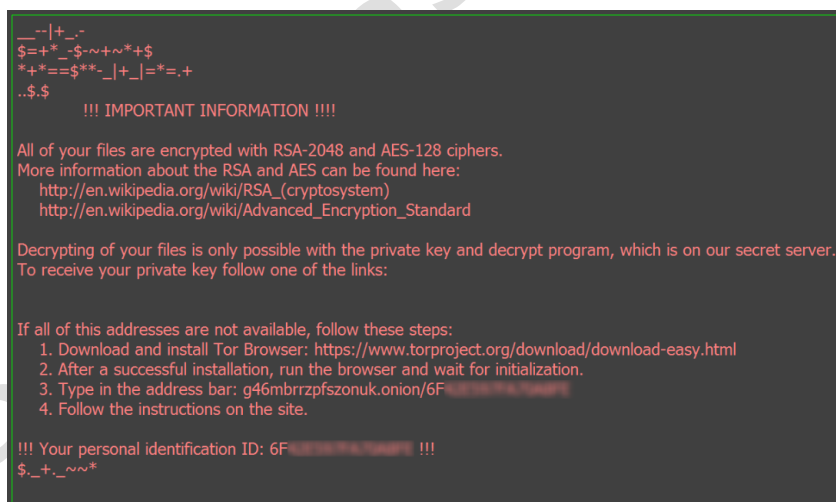 __--|+_.-
$=+*_-$-~+~*+$
*+*==$**-_|+_|=*=.+
..$.$
!!! IMPORTANT INFORMATION !!!!
All of your files are encrypted with RSA-2048 and AES-128 ciphers.
More information about the RSA and AES can be found here:
http://en.wikipedia.org/wiki/RSA_(cryptosystem)
http://en.wikipedia.org/wiki/Advanced_Encryption_Standard
Decrypting of your files is only possible with the private key and decrypt program, which is on our secret server.
To receive your private key follow one of the links:
If all of this addresses are not available, follow these steps:
1. Download and install Tor Browser: https://www.torproject.org/download/download-easy.html
2. After a successful installation, run the browser and wait for initialization.
3. Type in the address bar: g46mbrrzpfszonuk.onion/6F
4. Follow the instructions on the site.
!!! Your personal identification ID: 6F !!!
$._+._~~*